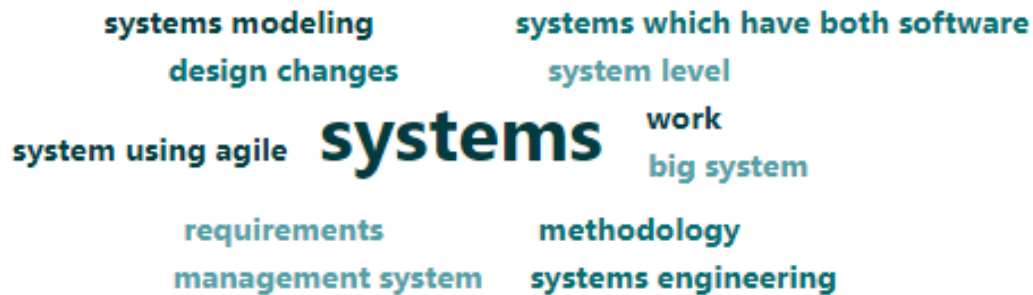 systems modeling
systems which have both software
design changes
system level
system using agile
systems
work
big system
requirements
methodology
management system
systems engineering